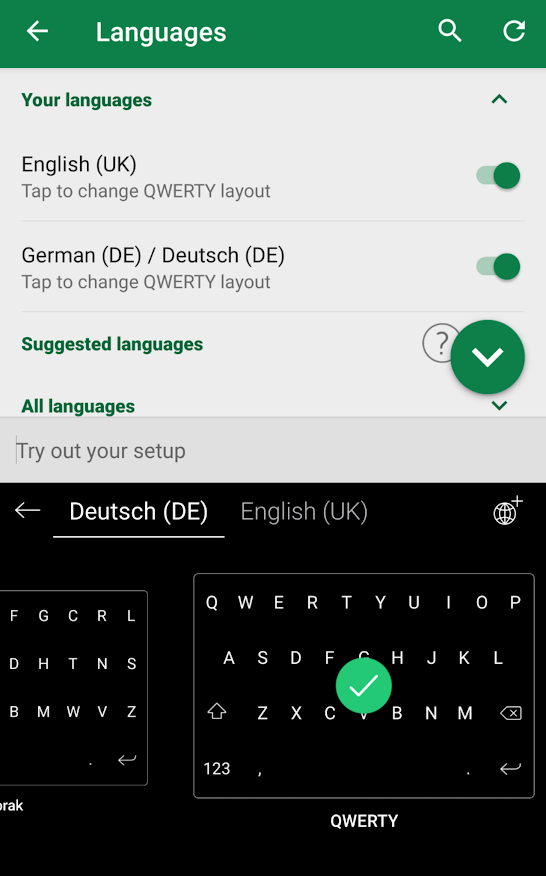 Languages
Your languages
English (UK)
Tap to change QWERTY layout
German (DE) / Deutsch (DE)
Tap to change QWERTY layout
Suggested languages ?
All languages
Try out your setup
Deutsch (DE) English (UK)
F G C R L
D H T N S
B M W V Z
.
rak
Q W E R T Y U I O P
A S D F G H J K L
Z X C V B N M
123 , .
QWERTY